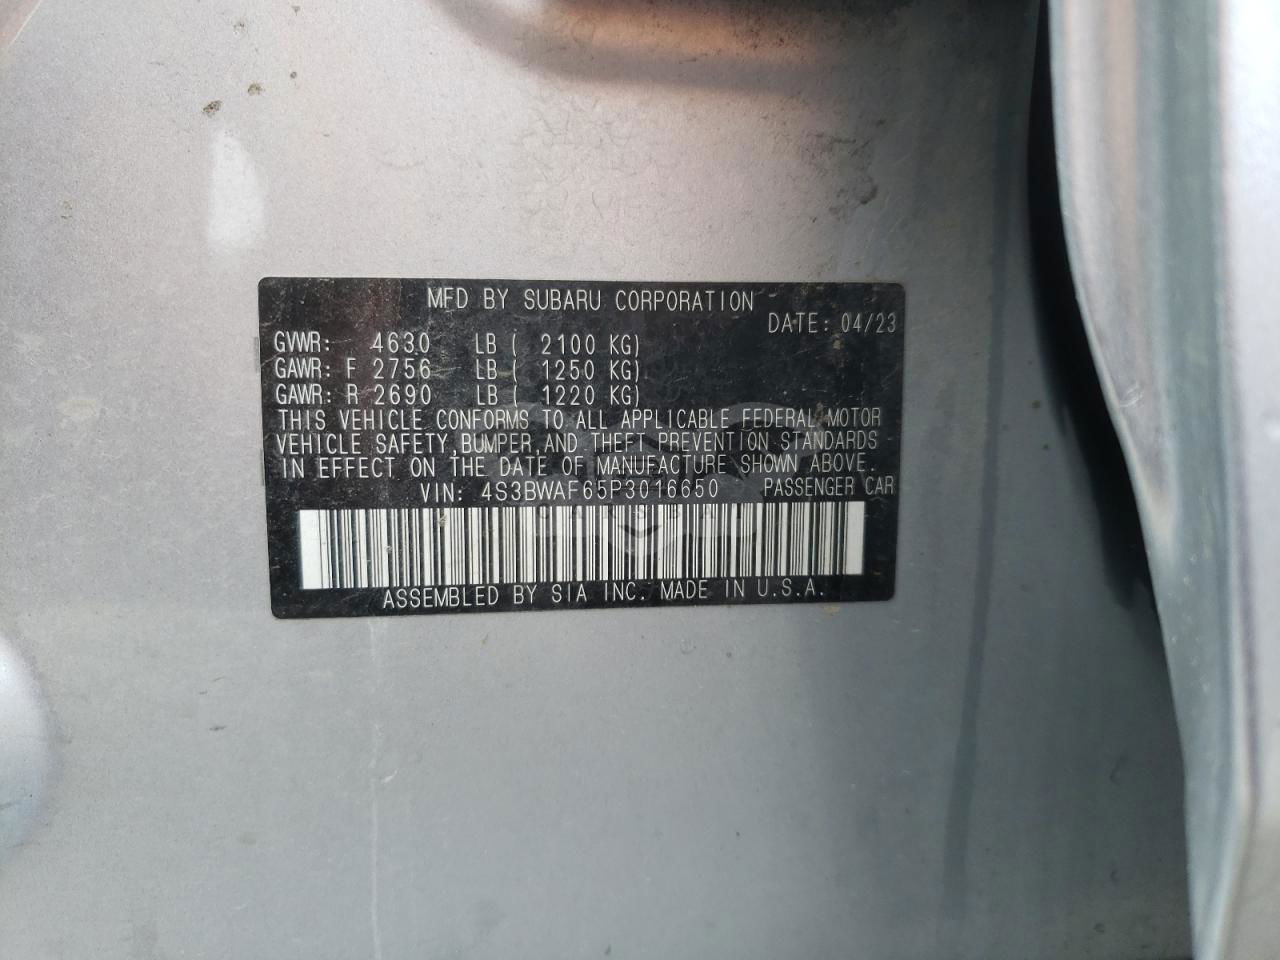 MFD BY SUBARU CORPORATION
DATE: 04/23
GVWR: 4630 LB ( 2100 KG)
GAWR: F 2756 LB ( 1250 KG)
GAWR: R 2690 LB ( 1220 KG)
THIS VEHICLE CONFORMS TO ALL APPLICABLE FEDERAL MOTOR
VEHICLE SAFETY, BUMPER, AND THEFT PREVENTION STANDARDS
IN EFFECT ON THE DATE OF MANUFACTURE SHOWN ABOVE.
VIN: 4S3BWAF65P3016650 PASSENGER CAR
ASSEMBLED BY SIA INC. MADE IN U.S.A.